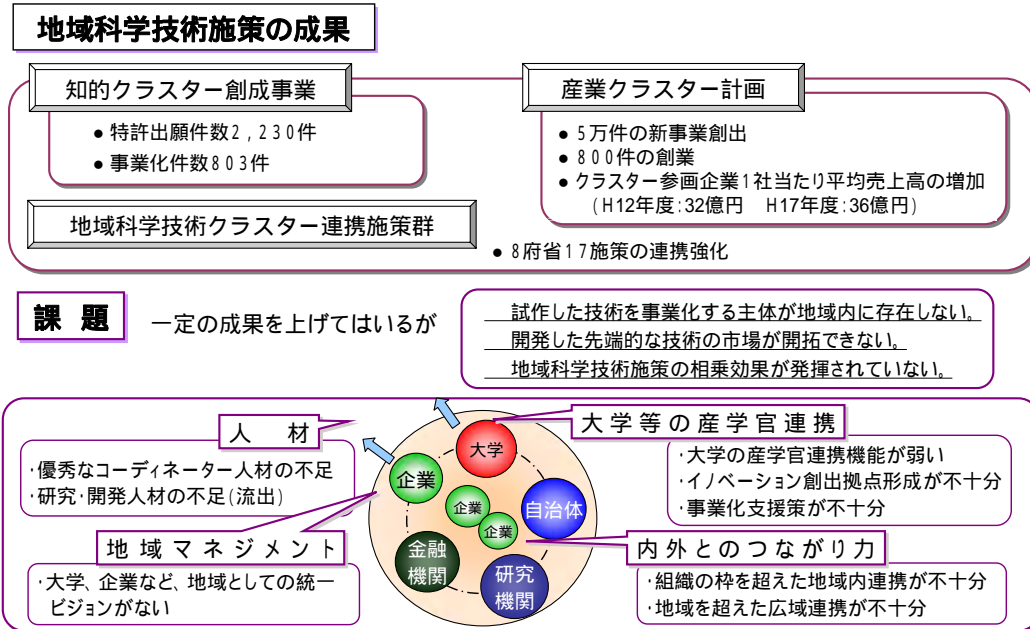 地域科学技術施策の成果
知的クラスター創成事業
●特許出願件数2,230件
●事業化件数803件
産業クラスター計画
●5万件の新事業創出
●800件の創業
●クラスター参画企業1社当たり平均売上高の増加
(H12年度:32億円　H17年度:36億円)
地域科学技術クラスター連携施策群
●8府省17施策の連携強化
課 題
一定の成果を上げてはいるが
試作した技術を事業化する主体が地域内に存在しない。
開発した先端的な技術の市場が開拓できない。
地域科学技術施策の相乗効果が発揮されていない。
人　材
・優秀なコーディネーター人材の不足
・研究・開発人材の不足(流出)
地域マネジメント
・大学、企業など、地域としての統一
ビジョンがない
大学
企業
企業
企業
自治体
金融
機関
研究
機関
大学等の産学官連携
・大学の産学官連携機能が弱い
・イノベーション創出拠点形成が不十分
・事業化支援策が不十分
内外とのつながり力
・組織の枠を超えた地域内連携が不十分
・地域を超えた広域連携が不十分